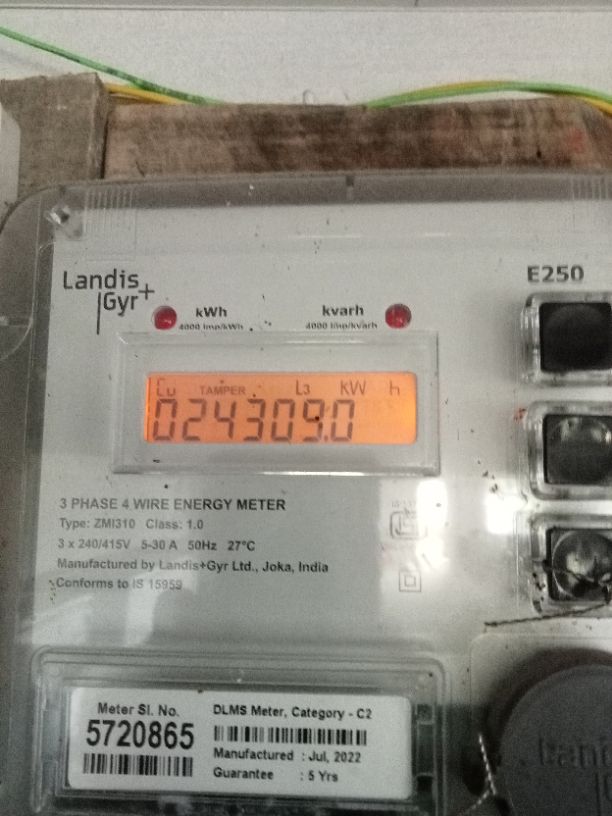 Landis
Gyr+
E250
kWh
4000 Imp/kWh
kvarh
4000 Imp/kvarh
Cu TAMPER L3 KW h
024309.0
3 PHASE 4 WIRE ENERGY METER
Type: ZMI310 Class: 1.0
3 x 240/415V 5-30 A 50Hz 27°C
Manufactured by Landis+Gyr Ltd., Joka, India
Conforms to IS 15959
Meter Sl. No.
5720865
DLMS Meter, Category - C2
Manufactured : Jul, 2022
Guarantee : 5 Yrs